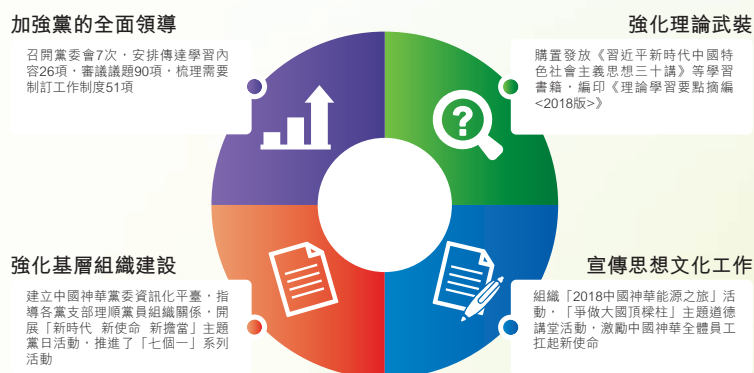 加強黨的全面領導
召開黨委會7次，安排傳達學習內
容26項，審議議題90項，梳理需要
制訂工作制度51項
強化理論武裝
購置發放《習近平新時代中國特
色社會主義思想三十講》等學習
書籍，編印《理論學習要點摘編
<2018版>》
強化基層組織建設
建立中國神華黨委資訊化平臺，指
導各黨支部理順黨員組織關係，開
展「新時代 新使命 新擔當」主題
黨日活動，推進了「七個一」系列
活動
宣傳思想文化工作
組織「2018中國神華能源之旅」活
動，「爭做大國頂樑柱」主題道德
講堂活動，激勵中國神華全體員工
扛起新使命